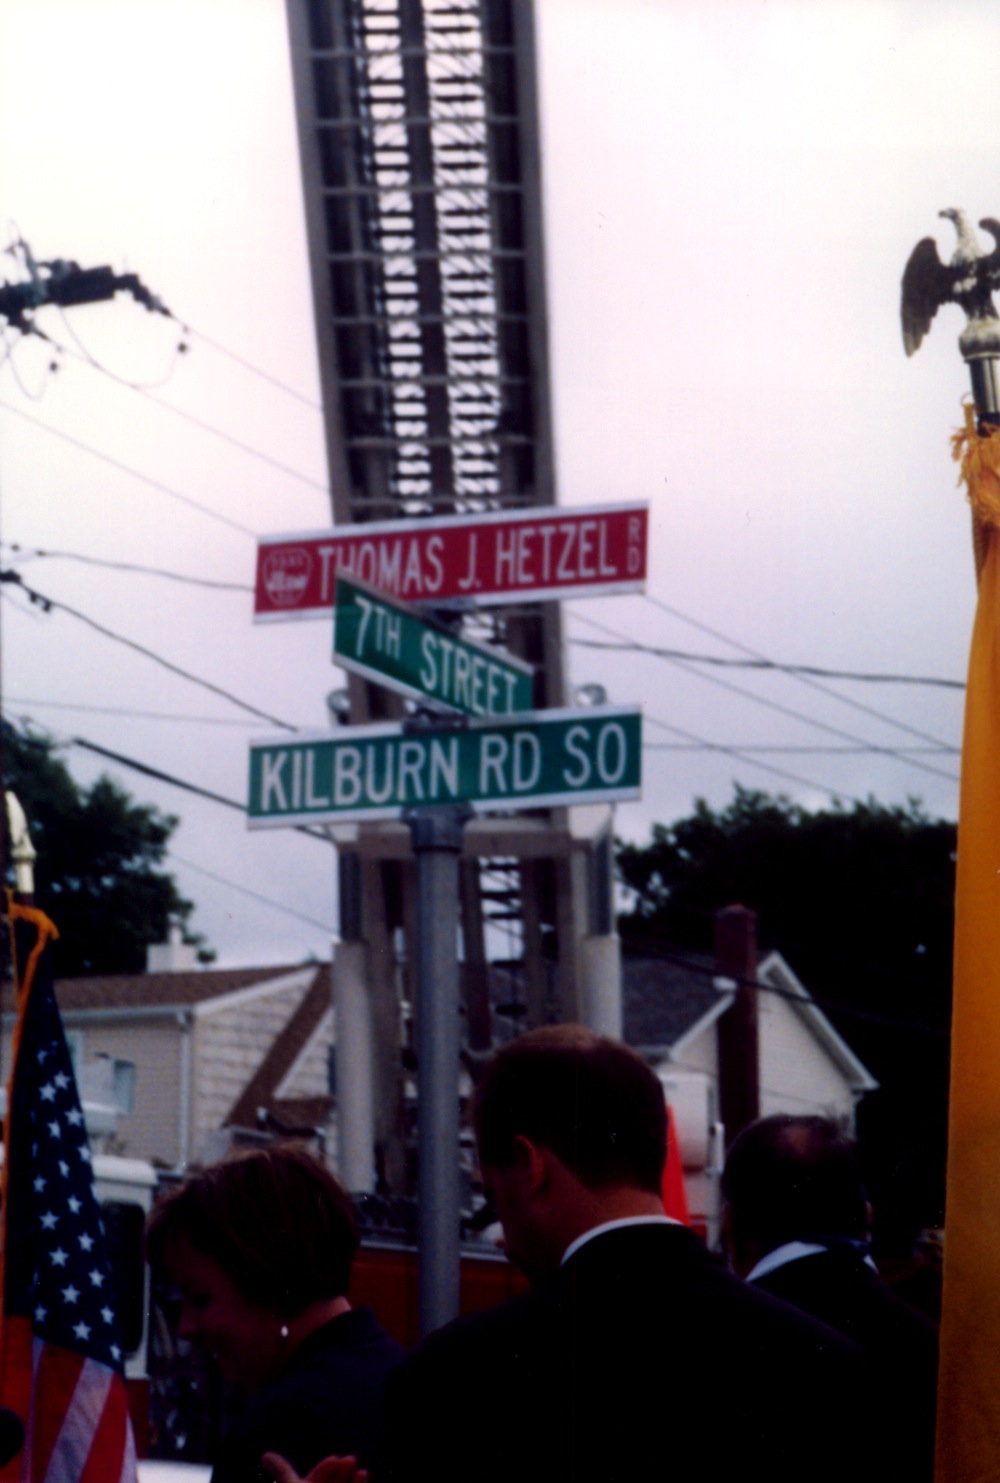 THOMAS J. HETZEL RD
7TH STREET
KILBURN RD SO